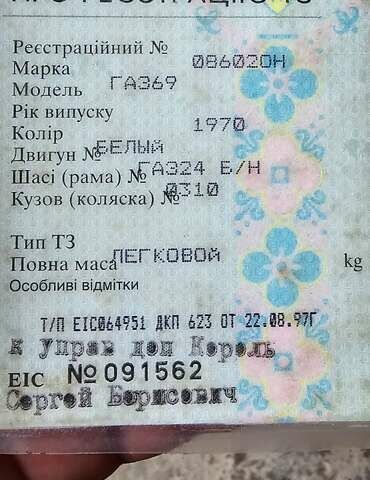 Реєстраційний № 08602ОН
Марка
Модель ГАЗ69
Рік випуску
Колір 1970
Двигун № БЕЛЫЙ
Шасі (рама) № ГАЗ24 Б/Н
Кузов (коляска) № 0310
Тип ТЗ
Повна маса ЛЕГКОВОЙ kg
Особливі відмітки
Т/П ЕІС064951 ДКП 623 ОТ 22.08.97Г
к управ доп Король
ЕІС №091562
Сергей Борисович